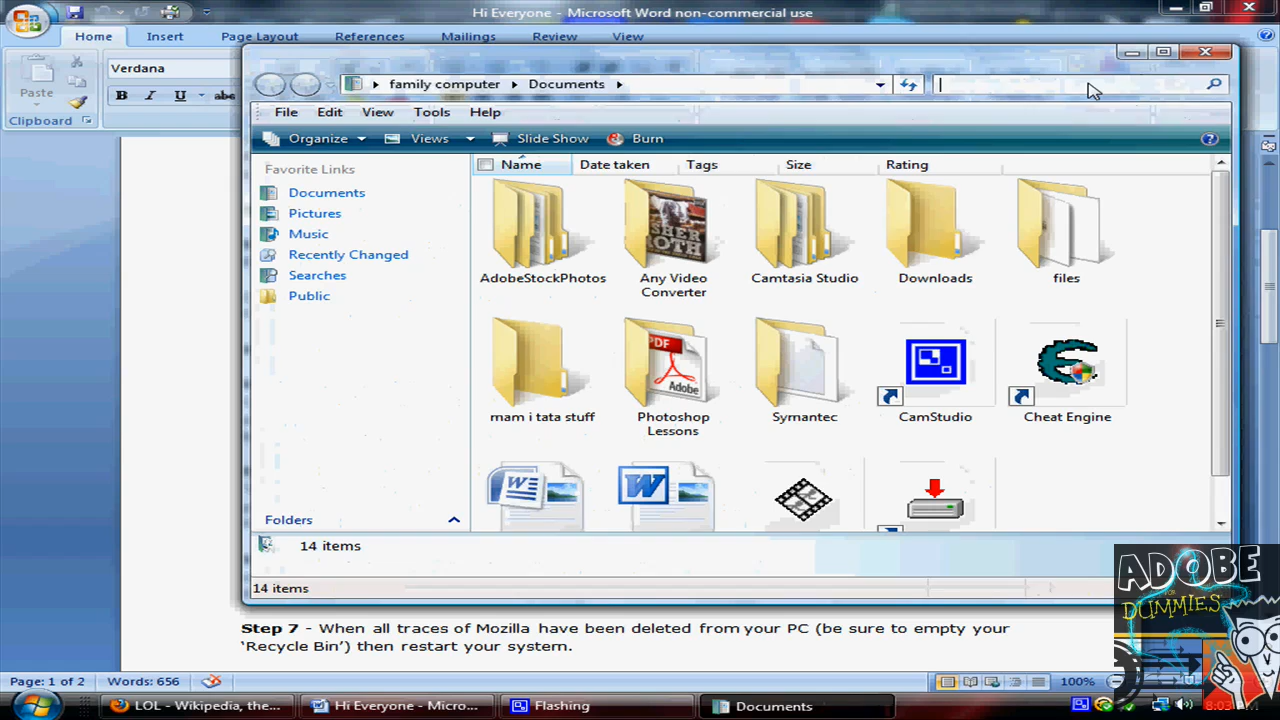 Hi Everyone - Microsoft Word non-commercial use
Home Insert Page Layout References Mailings Review View
Paste
Clipboard
Verdana
B I U abc
family computer Documents
File Edit View Tools Help
Organize Views Slide Show Burn
Favorite Links
Documents
Pictures
Music
Recently Changed
Searches
Public
Folders
Name Date taken Tags Size Rating
AdobeStockPhotos
Any Video Converter
Camtasia Studio
Downloads
files
mam i tata stuff
PDF
Adobe
Photoshop Lessons
Symantec
CamStudio
Cheat Engine
14 items
14 items
Step 7 - When all traces of Mozilla have been deleted from your PC (be sure to empty your
‘Recycle Bin’) then restart your system.
ADOBE
FOR
DUMMIES
Page: 1 of 2 Words: 656
100%
LOL - Wikipedia, the... Hi Everyone - Micro... Flashing Documents